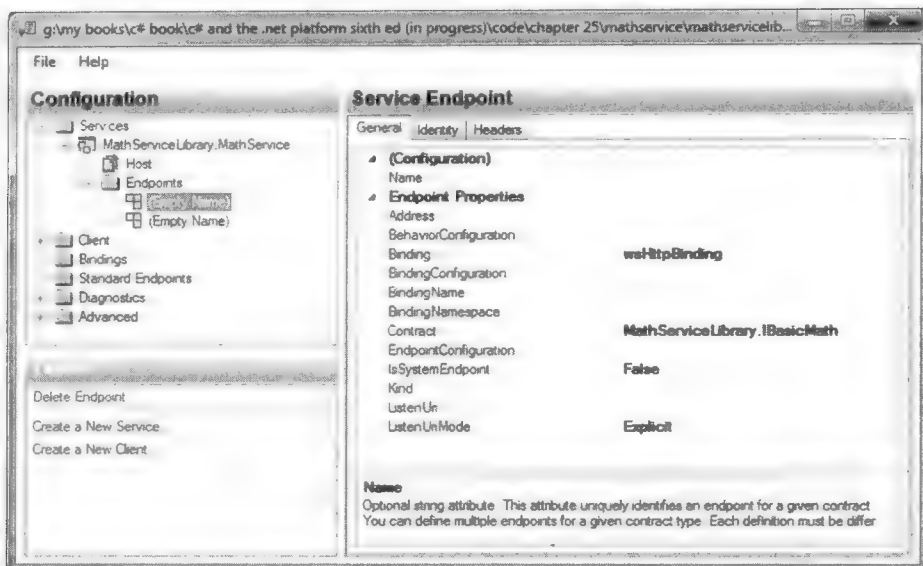 g:\my books\c# book\c# and the .net platform sixth ed (in progress)\code\chapter 25\mathservice\mathservicelib...
File Help
Configuration
Services
MathServiceLibrary.MathService
Host
Endpoints
(Empty Name)
(Empty Name)
Client
Bindings
Standard Endpoints
Diagnostics
Advanced
Delete Endpoint
Create a New Service
Create a New Client
Service Endpoint
General Identity Headers
(Configuration)
Name
Endpoint Properties
Address
BehaviorConfiguration
Binding wsHttpBinding
BindingConfiguration
BindingName
BindingNamespace
Contract MathServiceLibrary.IBasicMath
EndpointConfiguration
IsSystemEndpoint False
Kind
ListenUri
ListenUriMode Explicit
Name
Optional string attribute This attribute uniquely identifies an endpoint for a given contract
You can define multiple endpoints for a given contract type Each definition must be differ